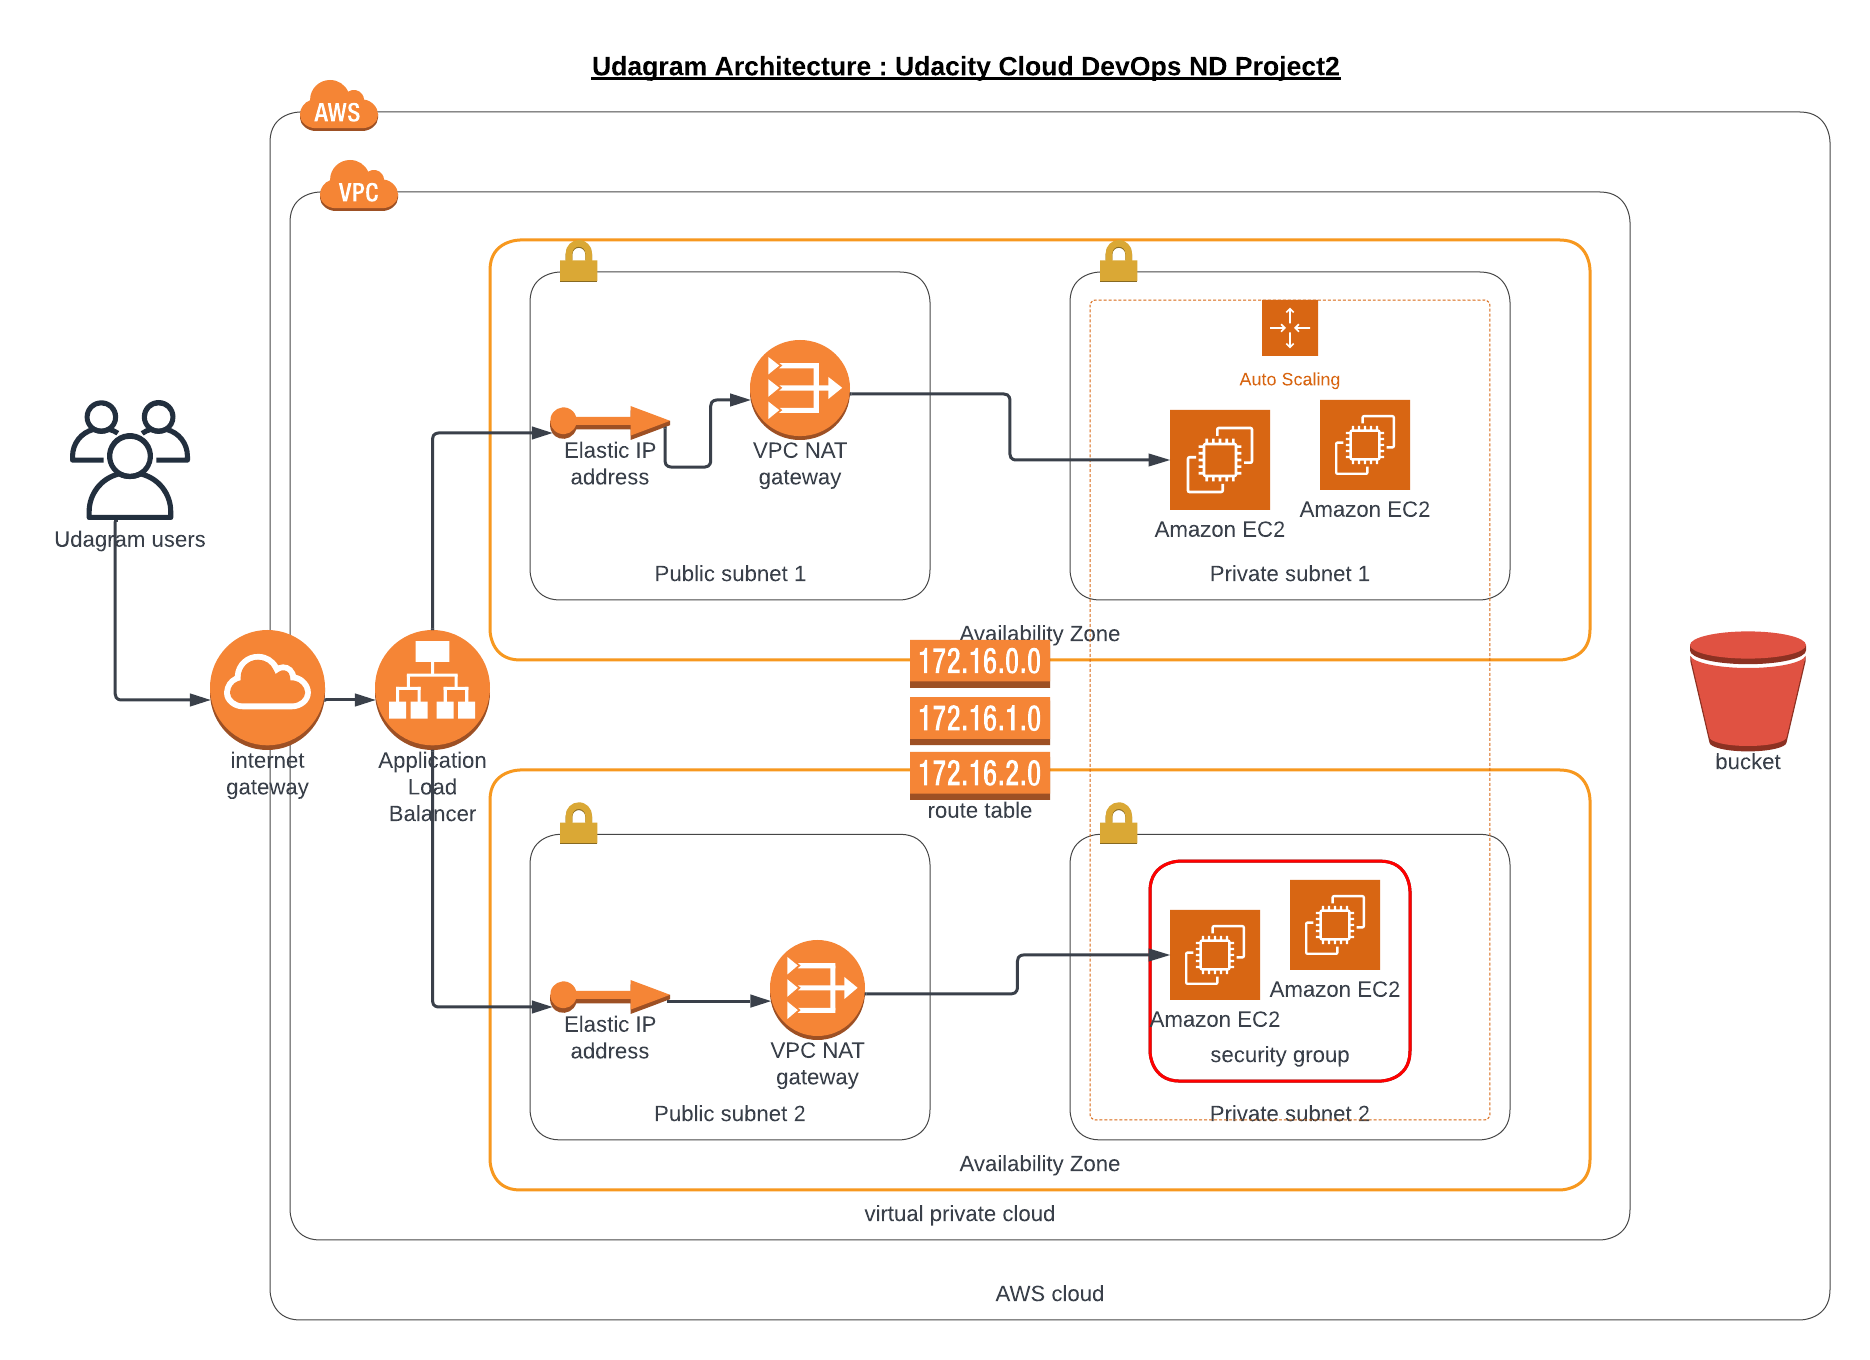 Udagram Architecture : Udacity Cloud DevOps ND Project2
AWS
VPC
Auto Scaling
Elastic IP
address
VPC NAT
gateway
Amazon EC2
Amazon EC2
Udagram users
Public subnet 1
Private subnet 1
Availability Zone
172.16.0.0
172.16.1.0
172.16.2.0
route table
internet
gateway
Application
Load
Balancer
bucket
Elastic IP
address
VPC NAT
gateway
Amazon EC2
Amazon EC2
security group
Public subnet 2
Private subnet 2
Availability Zone
virtual private cloud
AWS cloud